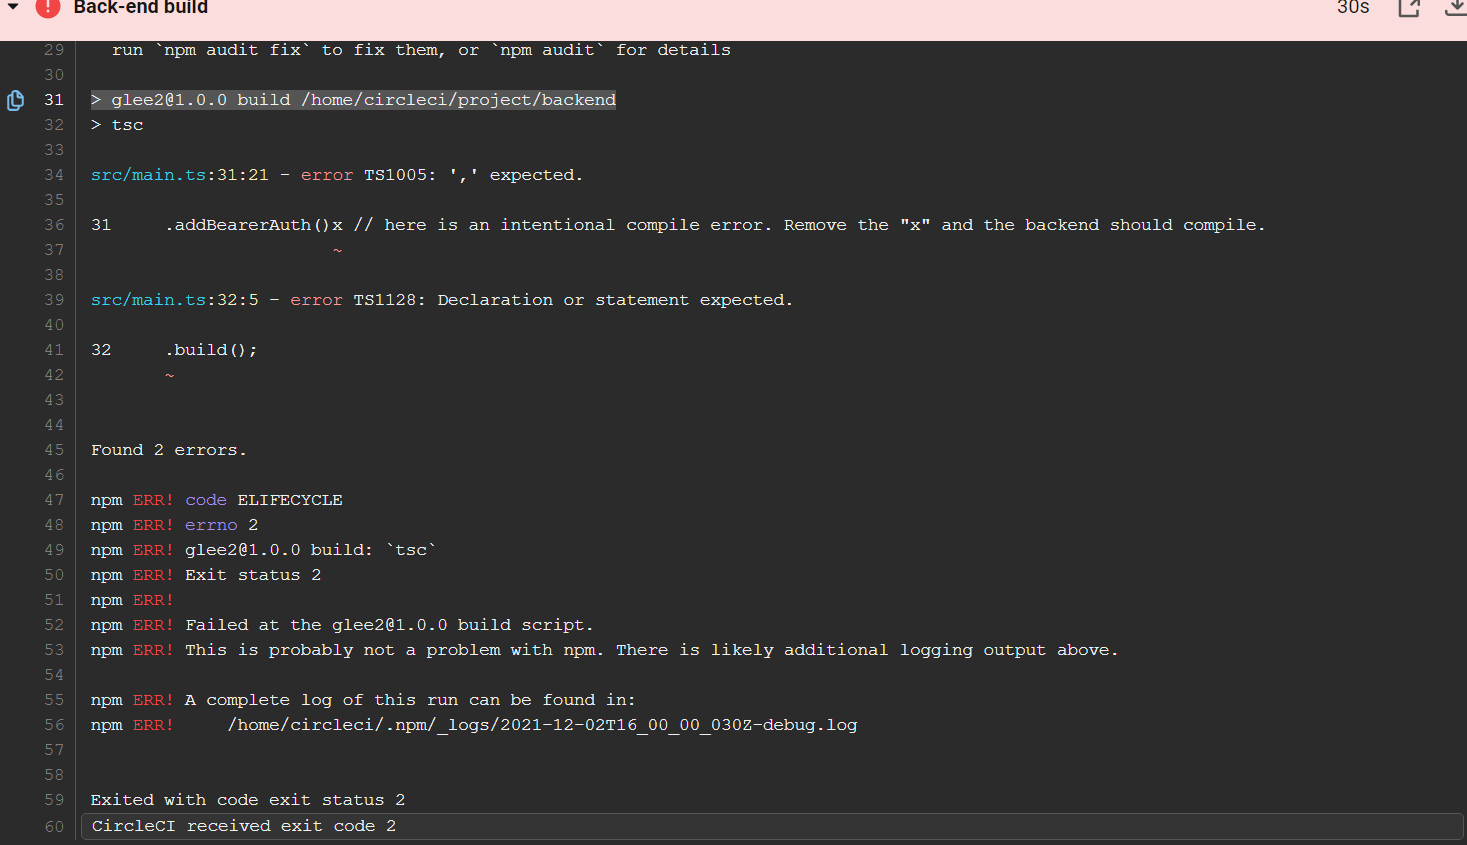 ! Back-end build 30s
29 run `npm audit fix` to fix them, or `npm audit` for details
30
31 > glee2@1.0.0 build /home/circleci/project/backend
32 > tsc
33
34 src/main.ts:31:21 - error TS1005: ',' expected.
35
36 31     .addBearerAuth()x // here is an intentional compile error. Remove the "x" and the backend should compile.
37                        ~
38
39 src/main.ts:32:5 - error TS1128: Declaration or statement expected.
40
41 32     .build();
42        ~
43
44
45 Found 2 errors.
46
47 npm ERR! code ELIFECYCLE
48 npm ERR! errno 2
49 npm ERR! glee2@1.0.0 build: `tsc`
50 npm ERR! Exit status 2
51 npm ERR!
52 npm ERR! Failed at the glee2@1.0.0 build script.
53 npm ERR! This is probably not a problem with npm. There is likely additional logging output above.
54
55 npm ERR! A complete log of this run can be found in:
56 npm ERR!     /home/circleci/.npm/_logs/2021-12-02T16_00_00_030Z-debug.log
57
58
59 Exited with code exit status 2
60 CircleCI received exit code 2